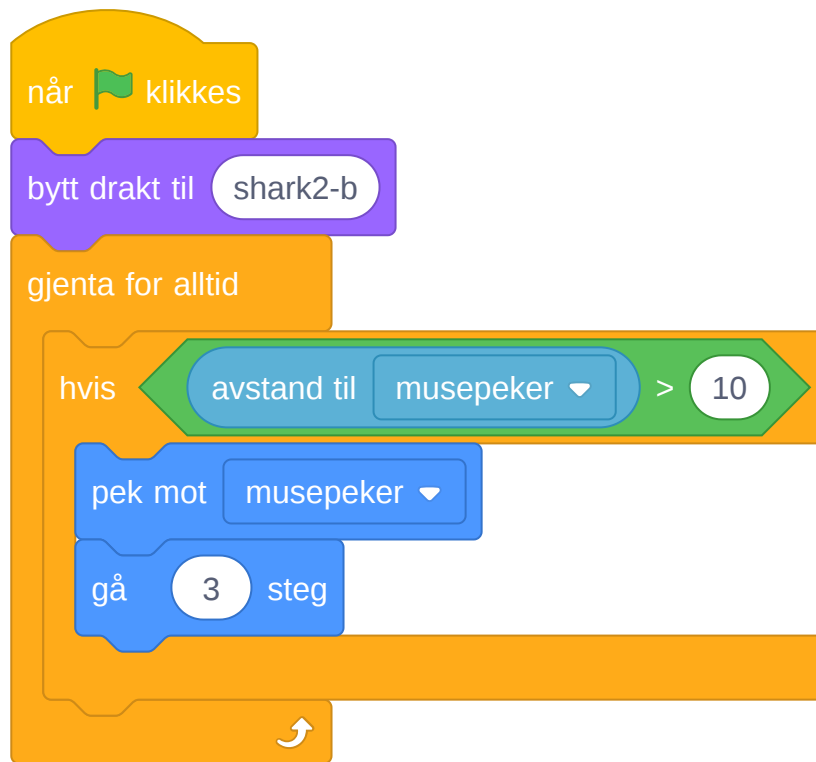 når klikkes
bytt drakt til shark2-b
gjenta for alltid
hvis avstand til musepeker > 10
pek mot musepeker
gå 3 steg